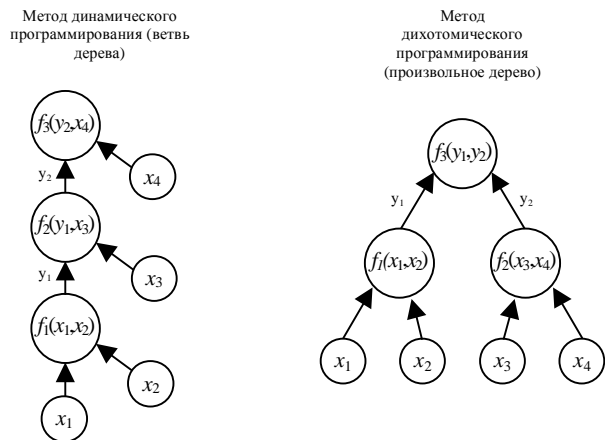 Метод динамического
программирования (ветвь
дерева)
f₃(y₂,x₄)
y₂
x₄
f₂(y₁,x₃)
y₁
x₃
f₁(x₁,x₂)
x₂
x₁
Метод
дихотомического
программирования
(произвольное дерево)
f₃(y₁,y₂)
y₁ y₂
f₁(x₁,x₂) f₂(x₃,x₄)
x₁ x₂ x₃ x₄